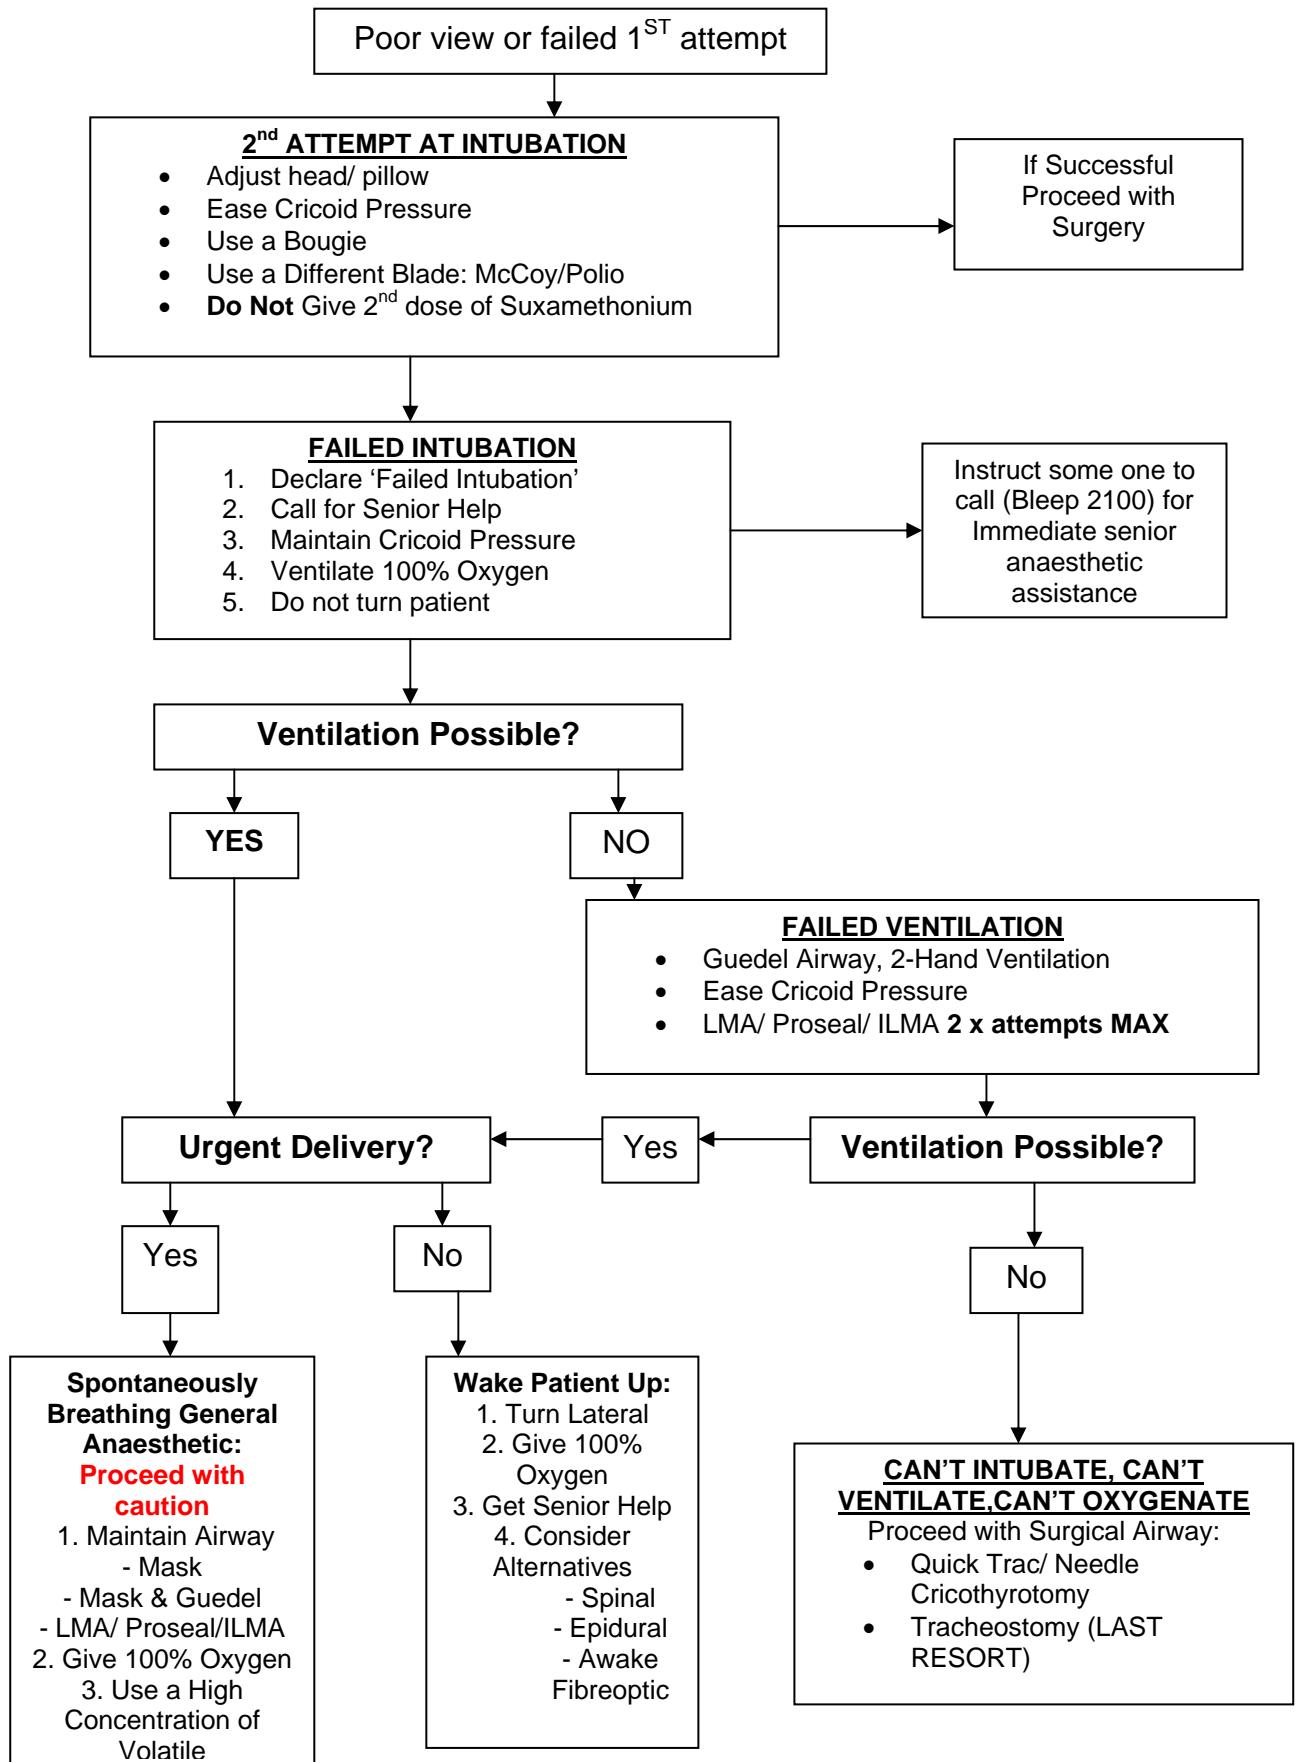 Poor view or failed 1ST attempt
2nd ATTEMPT AT INTUBATION
• Adjust head/ pillow
• Ease Cricoid Pressure
• Use a Bougie
• Use a Different Blade: McCoy/Polio
• Do Not Give 2nd dose of Suxamethonium
If Successful
Proceed with
Surgery
FAILED INTUBATION
1. Declare ‘Failed Intubation’
2. Call for Senior Help
3. Maintain Cricoid Pressure
4. Ventilate 100% Oxygen
5. Do not turn patient
Instruct some one to
call (Bleep 2100) for
Immediate senior
anaesthetic
assistance
Ventilation Possible?
YES
NO
FAILED VENTILATION
• Guedel Airway, 2-Hand Ventilation
• Ease Cricoid Pressure
• LMA/ Proseal/ ILMA 2 x attempts MAX
Urgent Delivery?
Yes
Ventilation Possible?
Yes
No
No
Spontaneously
Breathing General
Anaesthetic:
Proceed with
caution
1. Maintain Airway
- Mask
- Mask & Guedel
- LMA/ Proseal/ILMA
2. Give 100% Oxygen
3. Use a High
Concentration of
Volatile
Wake Patient Up:
1. Turn Lateral
2. Give 100%
Oxygen
3. Get Senior Help
4. Consider
Alternatives
- Spinal
- Epidural
- Awake
Fibreoptic
CAN’T INTUBATE, CAN’T
VENTILATE,CAN’T OXYGENATE
Proceed with Surgical Airway:
• Quick Trac/ Needle
Cricothyrotomy
• Tracheostomy (LAST
RESORT)